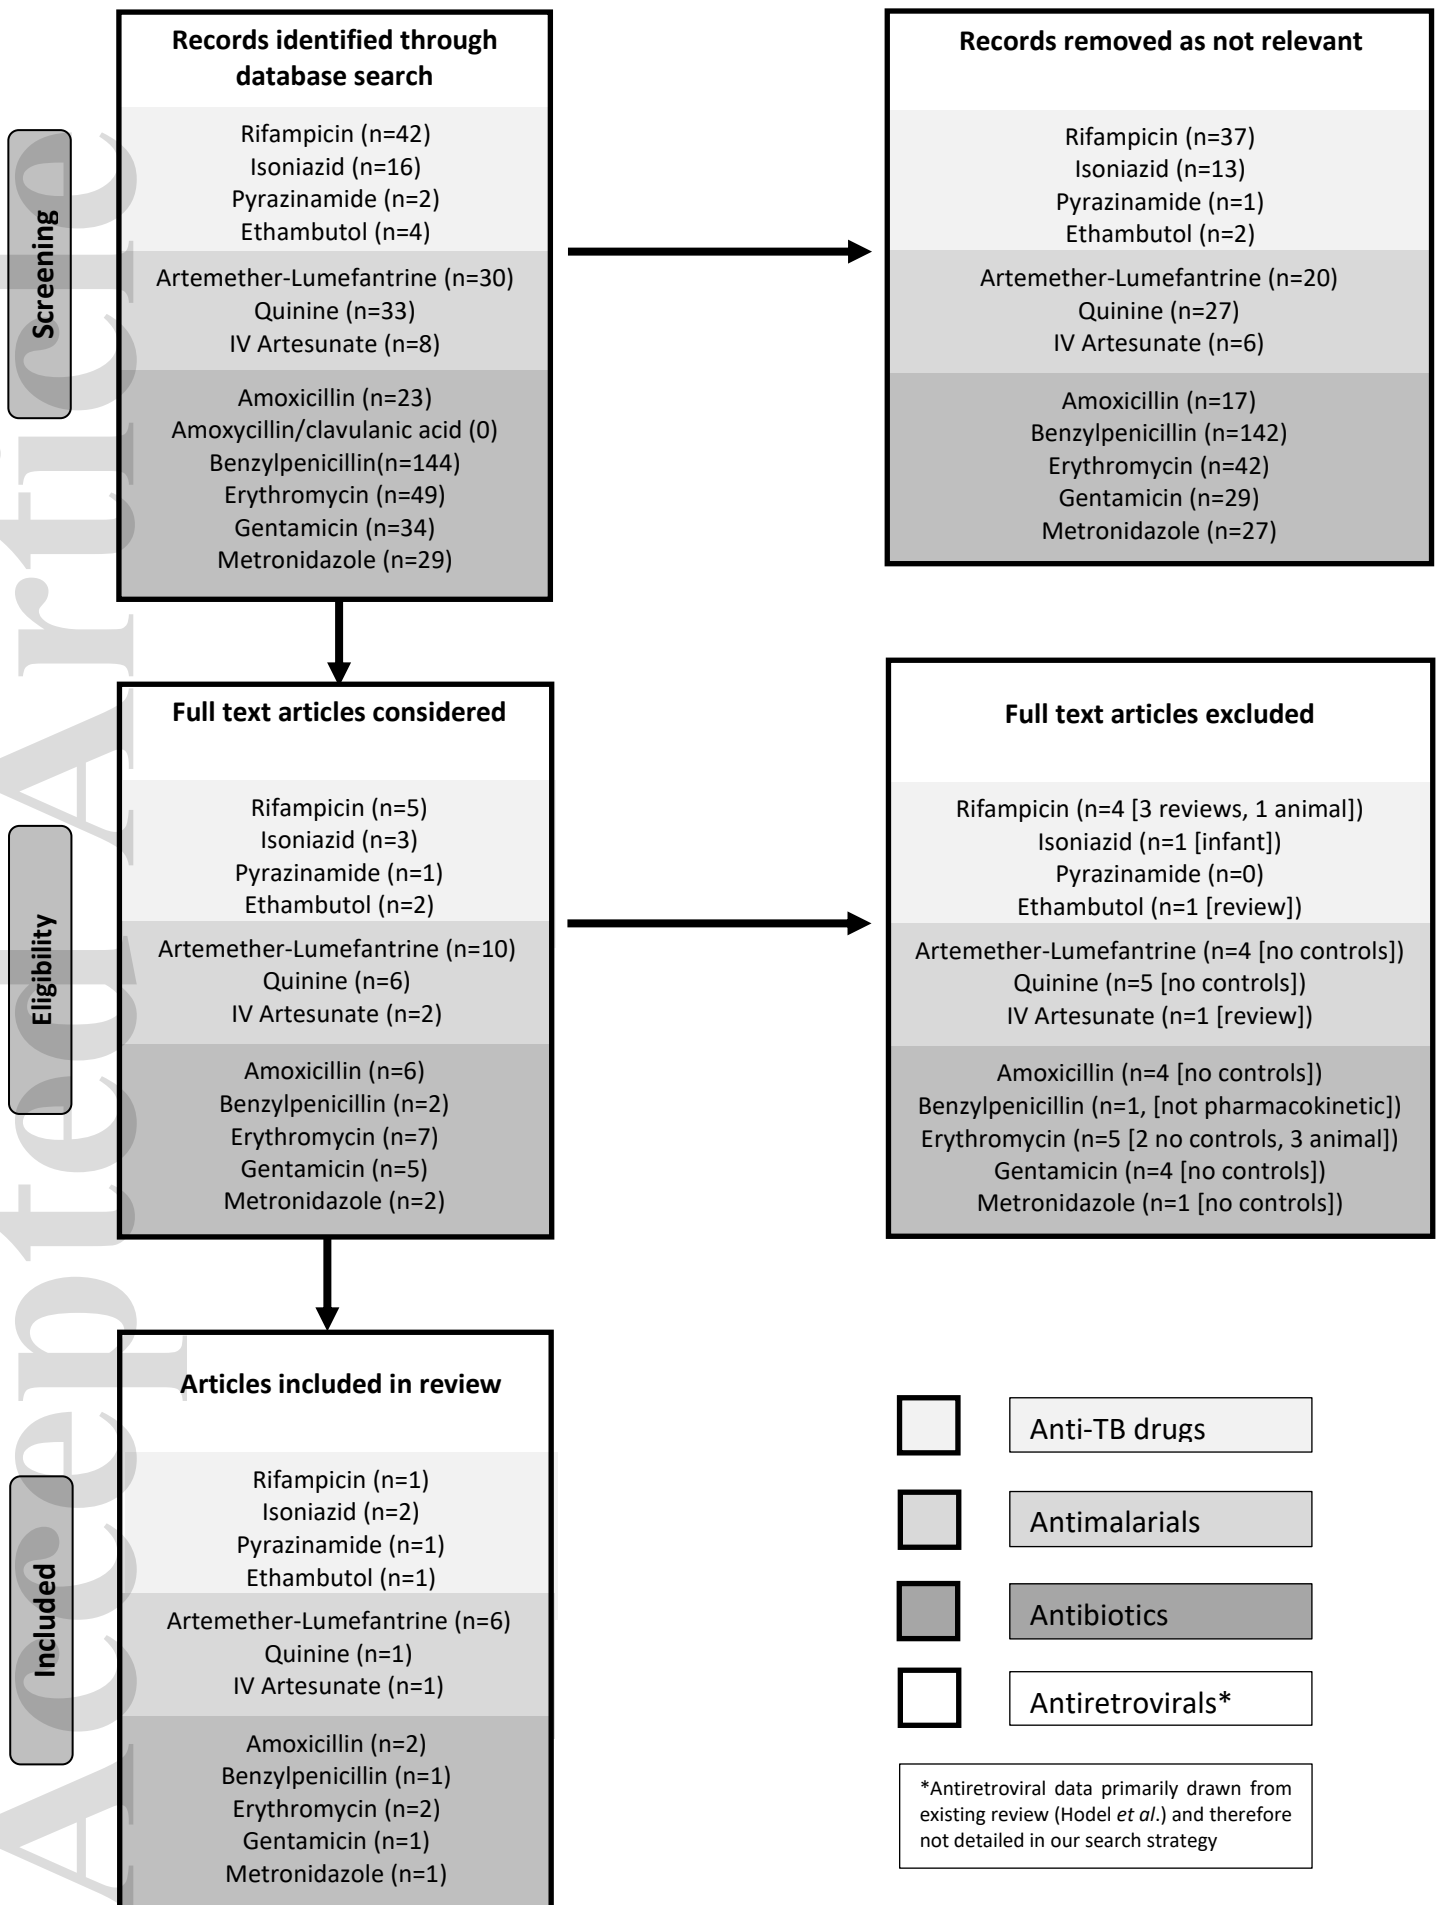 Accepted Article
Screening
Records identified through
database search
Rifampicin (n=42)
Isoniazid (n=16)
Pyrazinamide (n=2)
Ethambutol (n=4)
Artemether-Lumefantrine (n=30)
Quinine (n=33)
IV Artesunate (n=8)
Amoxicillin (n=23)
Amoxycillin/clavulanic acid (0)
Benzylpenicillin(n=144)
Erythromycin (n=49)
Gentamicin (n=34)
Metronidazole (n=29)
Records removed as not relevant
Rifampicin (n=37)
Isoniazid (n=13)
Pyrazinamide (n=1)
Ethambutol (n=2)
Artemether-Lumefantrine (n=20)
Quinine (n=27)
IV Artesunate (n=6)
Amoxicillin (n=17)
Benzylpenicillin (n=142)
Erythromycin (n=42)
Gentamicin (n=29)
Metronidazole (n=27)
Eligibility
Full text articles considered
Rifampicin (n=5)
Isoniazid (n=3)
Pyrazinamide (n=1)
Ethambutol (n=2)
Artemether-Lumefantrine (n=10)
Quinine (n=6)
IV Artesunate (n=2)
Amoxicillin (n=6)
Benzylpenicillin (n=2)
Erythromycin (n=7)
Gentamicin (n=5)
Metronidazole (n=2)
Full text articles excluded
Rifampicin (n=4 [3 reviews, 1 animal])
Isoniazid (n=1 [infant])
Pyrazinamide (n=0)
Ethambutol (n=1 [review])
Artemether-Lumefantrine (n=4 [no controls])
Quinine (n=5 [no controls])
IV Artesunate (n=1 [review])
Amoxicillin (n=4 [no controls])
Benzylpenicillin (n=1, [not pharmacokinetic])
Erythromycin (n=5 [2 no controls, 3 animal])
Gentamicin (n=4 [no controls])
Metronidazole (n=1 [no controls])
Included
Articles included in review
Rifampicin (n=1)
Isoniazid (n=2)
Pyrazinamide (n=1)
Ethambutol (n=1)
Artemether-Lumefantrine (n=6)
Quinine (n=1)
IV Artesunate (n=1)
Amoxicillin (n=2)
Benzylpenicillin (n=1)
Erythromycin (n=2)
Gentamicin (n=1)
Metronidazole (n=1)
Anti-TB drugs
Antimalarials
Antibiotics
Antiretrovirals*
*Antiretroviral data primarily drawn from
existing review (Hodel et al.) and therefore
not detailed in our search strategy